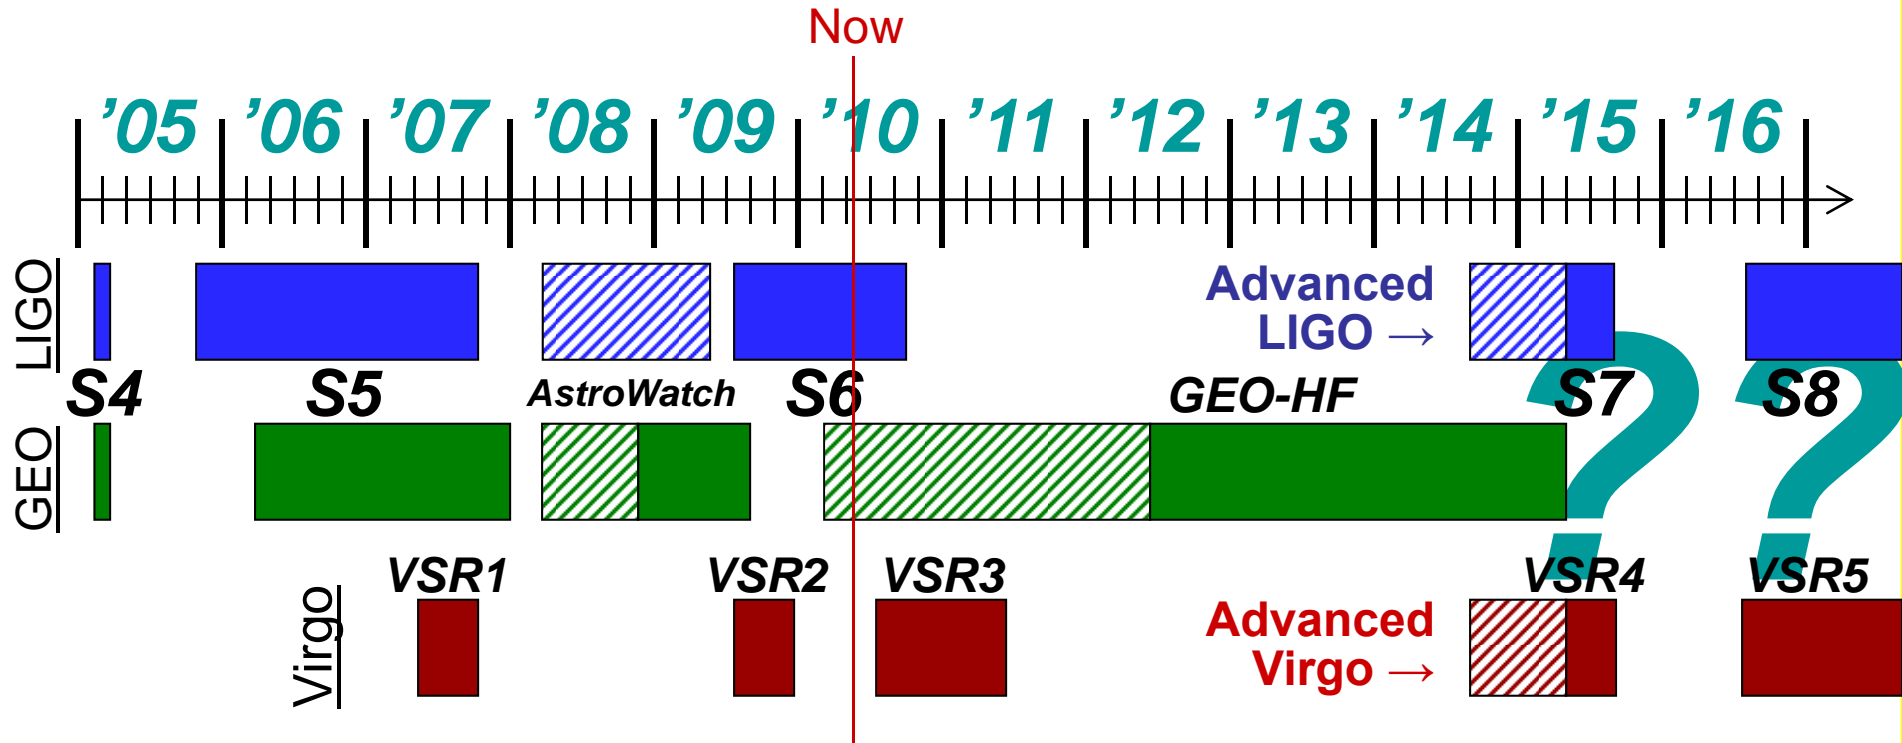 Now
’05 ’06 ’07 ’08 ’09 ’10 ’11 ’12 ’13 ’14 ’15 ’16
LIGO
Advanced
LIGO →
S4 S5 AstroWatch S6 GEO-HF S7 S8
? ?
GEO
VSR1 VSR2 VSR3 VSR4 VSR5
Virgo
Advanced
Virgo →